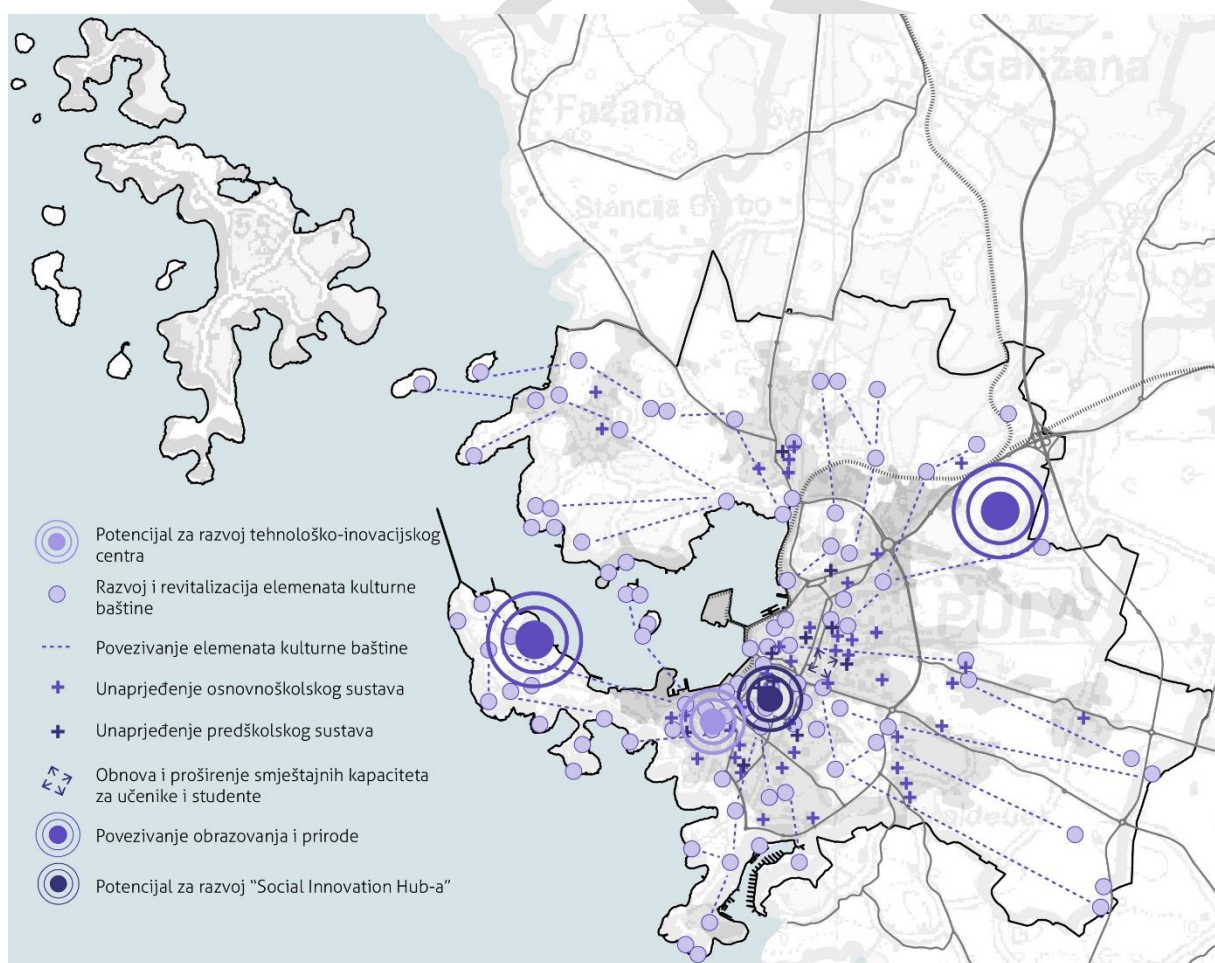 Galižana
Fažana
Stancija Barbo
PULA
Potencijal za razvoj tehnološko-inovacijskog
centra
Razvoj i revitalizacija elemenata kulturne
baštine
Povezivanje elemenata kulturne baštine
Unaprjeđenje osnovnoškolskog sustava
Unaprjeđenje predškolskog sustava
Obnova i proširenje smještajnih kapaciteta
za učenike i studente
Povezivanje obrazovanja i prirode
Potencijal za razvoj "Social Innovation Hub-a"